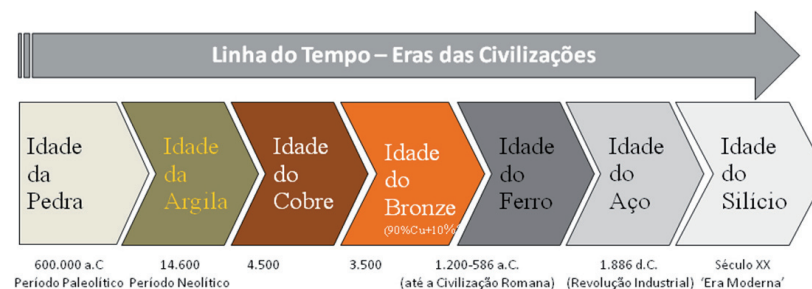 Linha do Tempo – Eras das Civilizações
Idade
da
Pedra
Idade
da
Argila
Idade
do
Cobre
Idade
do
Bronze
(90%Cu+10%
Idade
do
Ferro
Idade
do
Aço
Idade
do
Silício
600.000 a.C
Período Paleolítico
14.600
Período Neolítico
4.500
3.500
1.200-586 a.C.
(até a Civilização Romana)
1.886 d.C.
(Revolução Industrial)
Século XX
‘Era Moderna’